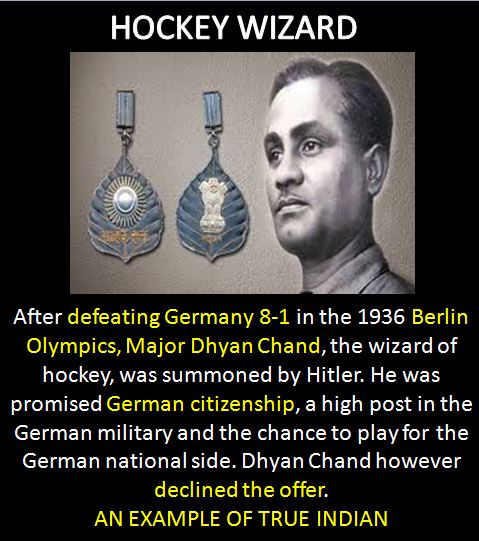 HOCKEY WIZARD
भारत रत्न
After defeating Germany 8-1 in the 1936 Berlin
Olympics, Major Dhyan Chand, the wizard of
hockey, was summoned by Hitler. He was
promised German citizenship, a high post in the
German military and the chance to play for the
German national side. Dhyan Chand however
declined the offer.
AN EXAMPLE OF TRUE INDIAN